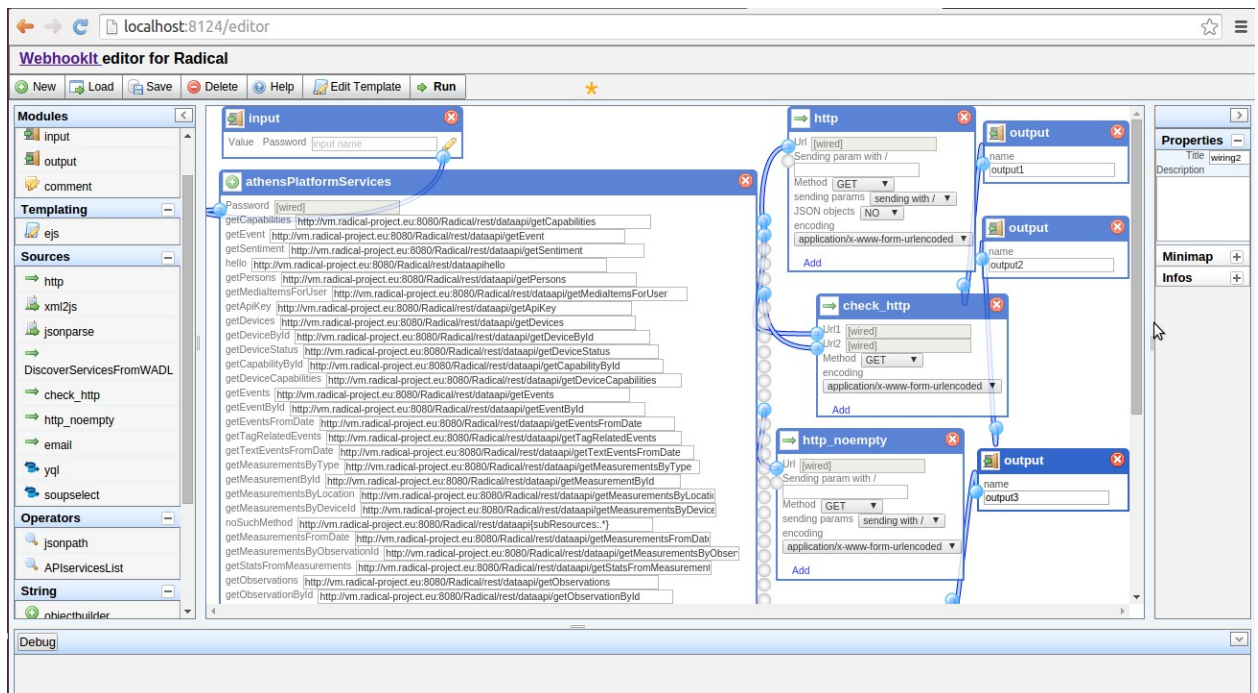 localhost:8124/editor
WebhookIt editor for Radical
New Load Save Delete Help Edit Template Run
Modules
input
output
comment
Templating
ejs
Sources
http
xml2js
jsonparse
DiscoverServicesFromWADL
check_http
http_noempty
email
yql
soupselect
Operators
jsonpath
APIservicesList
String
objectbuilder
input
Value Password input name
athensPlatformServices
Password [wired]
getCapabilities http://vm.radical-project.eu:8080/Radical/rest/dataapi/getCapabilities
getEvent http://vm.radical-project.eu:8080/Radical/rest/dataapi/getEvent
getSentiment http://vm.radical-project.eu:8080/Radical/rest/dataapi/getSentiment
hello http://vm.radical-project.eu:8080/Radical/rest/dataapihello
getPersons http://vm.radical-project.eu:8080/Radical/rest/dataapi/getPersons
getMediaItemsForUser http://vm.radical-project.eu:8080/Radical/rest/dataapi/getMediaItemsForUser
getApiKey http://vm.radical-project.eu:8080/Radical/rest/dataapi/getApiKey
getDevices http://vm.radical-project.eu:8080/Radical/rest/dataapi/getDevices
getDeviceById http://vm.radical-project.eu:8080/Radical/rest/dataapi/getDeviceById
getDeviceStatus http://vm.radical-project.eu:8080/Radical/rest/dataapi/getDeviceStatus
getCapabilityById http://vm.radical-project.eu:8080/Radical/rest/dataapi/getCapabilityById
getDeviceCapabilities http://vm.radical-project.eu:8080/Radical/rest/dataapi/getDeviceCapabilities
getEvents http://vm.radical-project.eu:8080/Radical/rest/dataapi/getEvents
getEventById http://vm.radical-project.eu:8080/Radical/rest/dataapi/getEventById
getEventsFromDate http://vm.radical-project.eu:8080/Radical/rest/dataapi/getEventsFromDate
getTagRelatedEvents http://vm.radical-project.eu:8080/Radical/rest/dataapi/getTagRelatedEvents
getTextEventsFromDate http://vm.radical-project.eu:8080/Radical/rest/dataapi/getTextEventsFromDate
getMeasurementsByType http://vm.radical-project.eu:8080/Radical/rest/dataapi/getMeasurementsByType
getMeasurementById http://vm.radical-project.eu:8080/Radical/rest/dataapi/getMeasurementById
getMeasurementsByLocation http://vm.radical-project.eu:8080/Radical/rest/dataapi/getMeasurementsByLocatio
getMeasurementsByDeviceId http://vm.radical-project.eu:8080/Radical/rest/dataapi/getMeasurementsByDevice
noSuchMethod http://vm.radical-project.eu:8080/Radical/rest/dataapi{subResources:.*}
getMeasurementsFromDate http://vm.radical-project.eu:8080/Radical/rest/dataapi/getMeasurementsFromDate
getMeasurementsByObservationId http://vm.radical-project.eu:8080/Radical/rest/dataapi/getMeasurementsByObser
getStatsFromMeasurements http://vm.radical-project.eu:8080/Radical/rest/dataapi/getStatsFromMeasurement
getObservations http://vm.radical-project.eu:8080/Radical/rest/dataapi/getObservations
getObservationById http://vm.radical-project.eu:8080/Radical/rest/dataapi/getObservationById
http
Url [wired]
Sending param with /
Method GET
sending params sending with /
JSON objects NO
encoding
application/x-www-form-urlencoded
Add
output
name
output1
output
name
output2
check_http
Url1 [wired]
Url2 [wired]
Method GET
encoding
application/x-www-form-urlencoded
Add
http_noempty
Url [wired]
Sending param with /
Method GET
sending params sending with /
encoding
application/x-www-form-urlencoded
Add
output
name
output3
Properties
Title wiring2
Description
Minimap
Infos
Debug